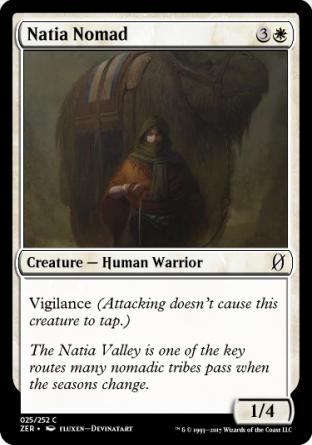 Natia Nomad 3
Creature — Human Warrior
Vigilance (Attacking doesn't cause this
creature to tap.)
The Natia Valley is one of the key
routes many nomadic tribes pass when
the seasons change.
1/4
025/252 C
ZER • FLUXEN-DEVINATART
™ & © 1993–2017 Wizards of the Coast LLC